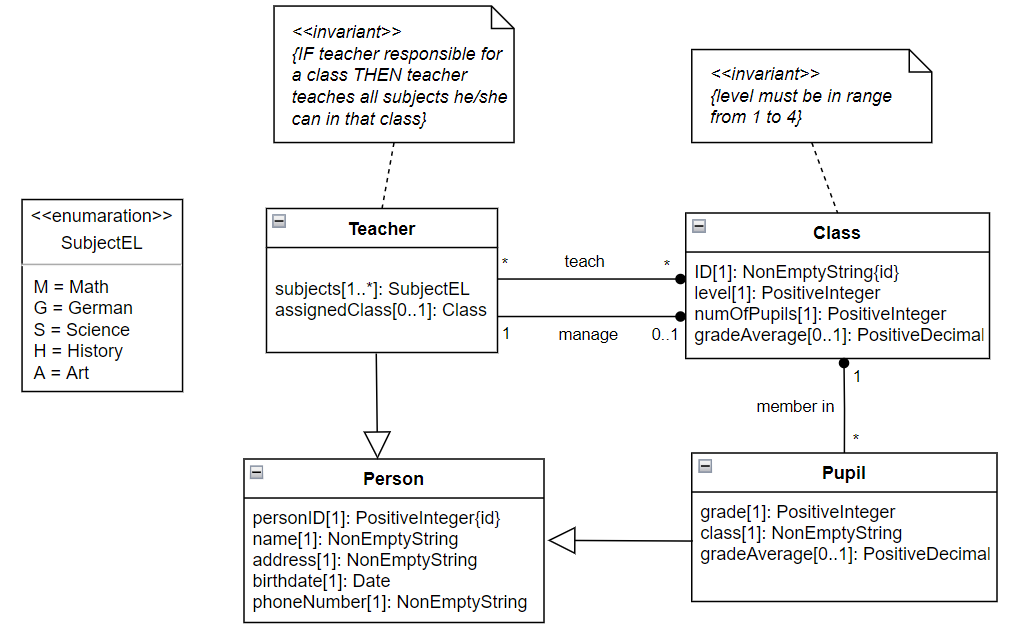 <<invariant>>
{IF teacher responsible for
a class THEN teacher
teaches all subjects he/she
can in that class}
<<invariant>>
{level must be in range
from 1 to 4}
<<enumaration>>
SubjectEL
M = Math
G = German
S = Science
H = History
A = Art
Teacher
subjects[1..*]: SubjectEL
assignedClass[0..1]: Class
* teach *
1 manage 0..1
Class
ID[1]: NonEmptyString{id}
level[1]: PositiveInteger
numOfPupils[1]: PositiveInteger
gradeAverage[0..1]: PositiveDecimal
1
member in
*
Person
personID[1]: PositiveInteger{id}
name[1]: NonEmptyString
address[1]: NonEmptyString
birthdate[1]: Date
phoneNumber[1]: NonEmptyString
Pupil
grade[1]: PositiveInteger
class[1]: NonEmptyString
gradeAverage[0..1]: PositiveDecimal